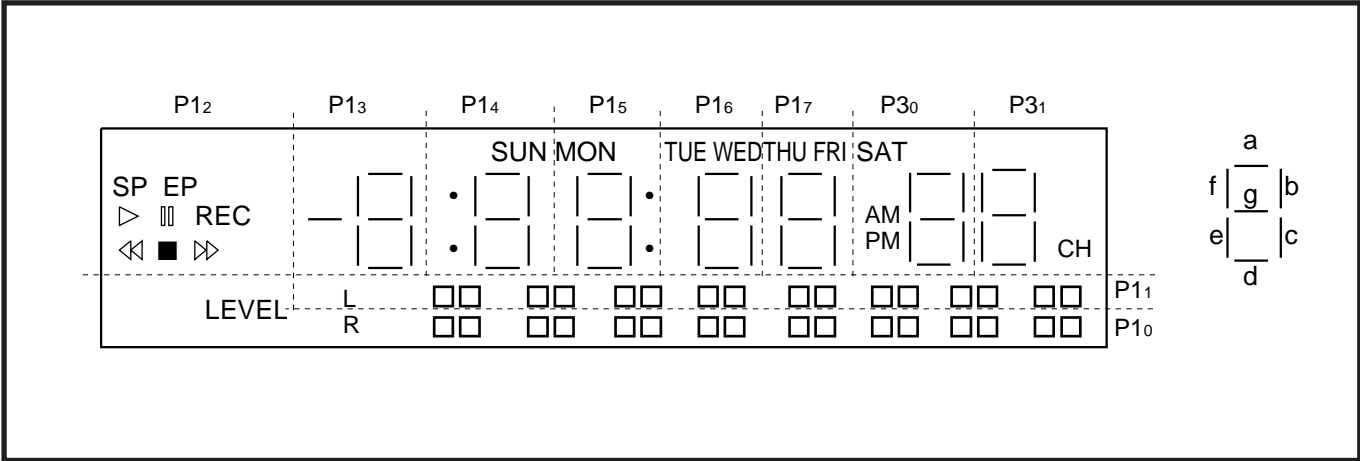 P12 P13 P14 P15 P16 P17 P30 P31
SUN MON TUE WED THU FRI SAT
a
SP EP
f g b
REC
AM
PM
e c
CH
d
L P11
LEVEL
R P10